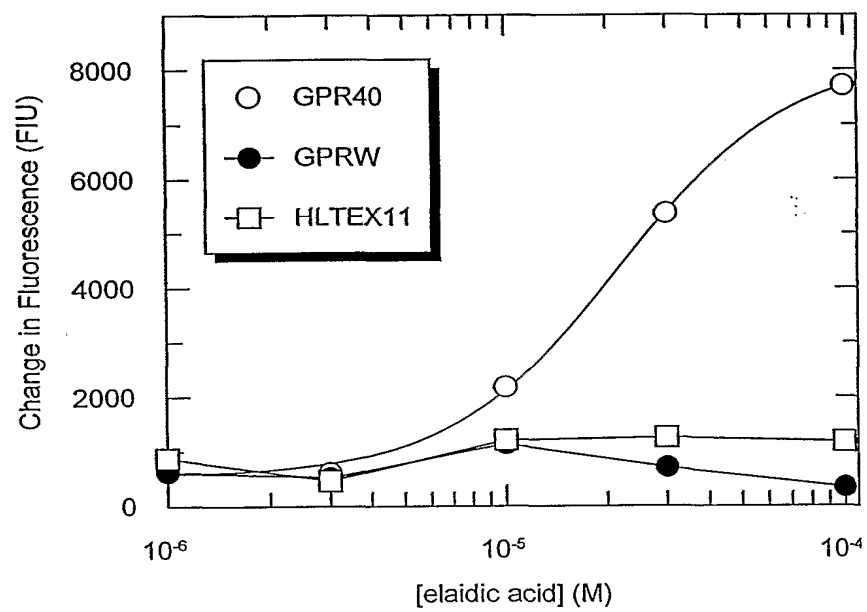 Change in Fluorescence (FIU)
8000
6000
4000
2000
0
GPR40
GPRW
HLTEX11
10-6
10-5
10-4
[elaidic acid] (M)